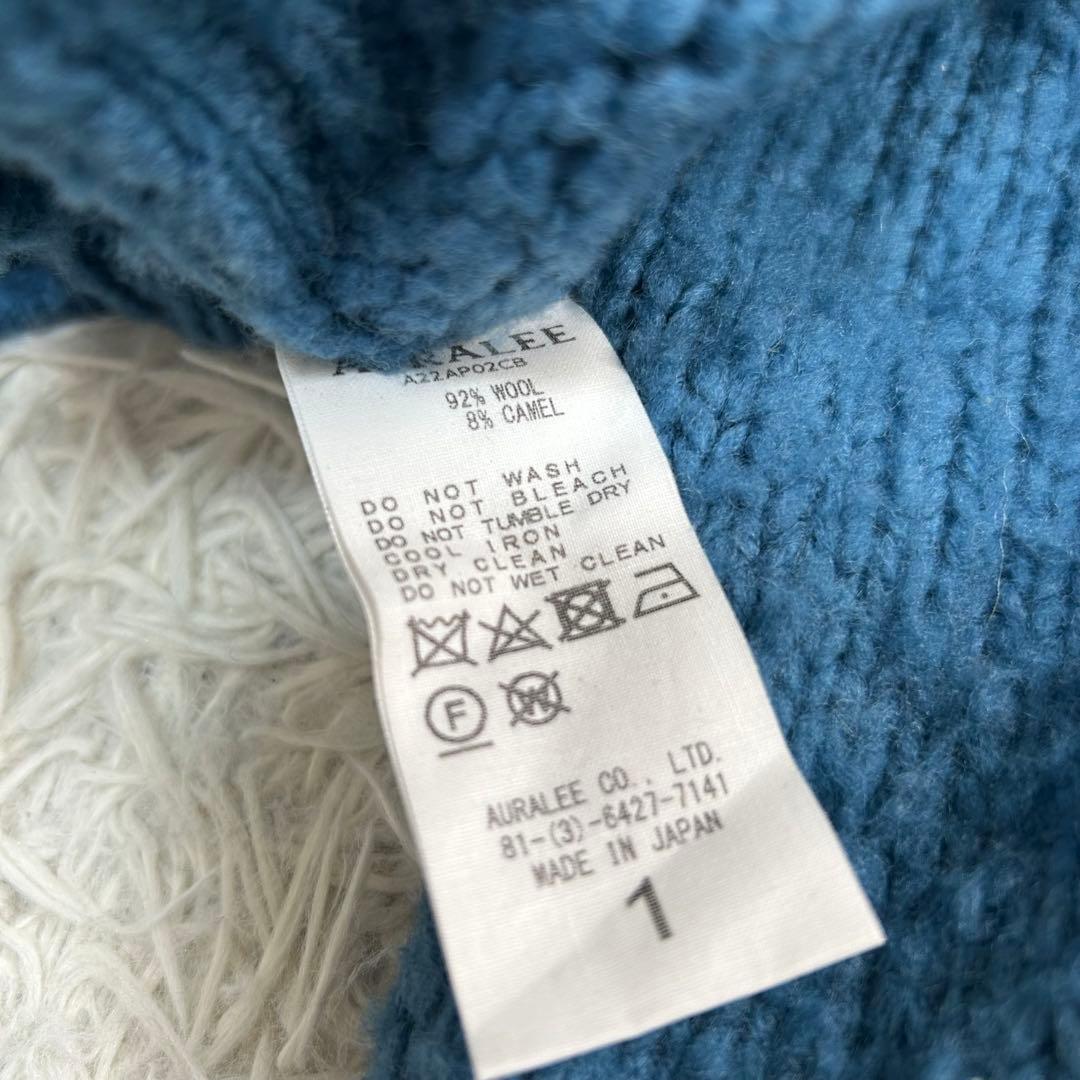 AURALEE
A22AP02CB
92% WOOL
8% CAMEL
DO NOT WASH
DO NOT BLEACH
DO NOT TUMBLE DRY
COOL IRON
DRY CLEAN
DO NOT WET CLEAN
F W
AURALEE CO., LTD.
81-(3)-6427-7141
MADE IN JAPAN
1